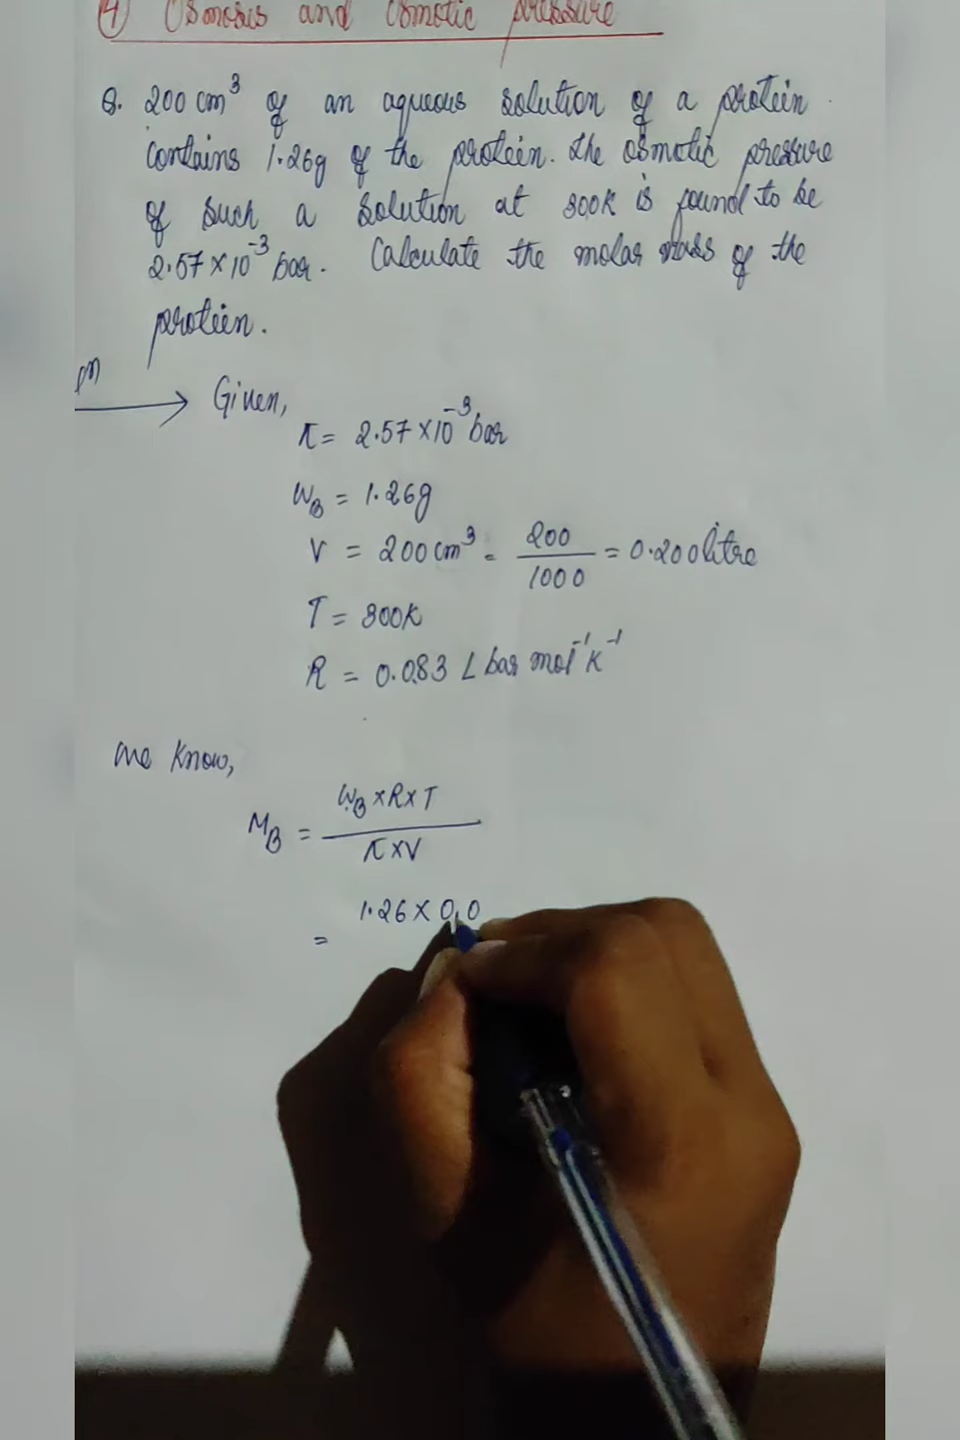 (4) Osmosis and Osmotic pressure
Q. 200 cm³ of an aqueous solution of a protein
contains 1.26g of the protein. The osmotic pressure
of such a solution at 300K is found to be
2.57×10⁻³ bar. Calculate the molar mass of the
protein.
Given,
π = 2.57×10⁻³ bar
W_B = 1.26g
V = 200 cm³ = 200/1000 = 0.200 litre
T = 300K
R = 0.083 L bar mol⁻¹ K⁻¹
We know,
M_B = W_B×R×T / π×V
= 1.26 × 0.0